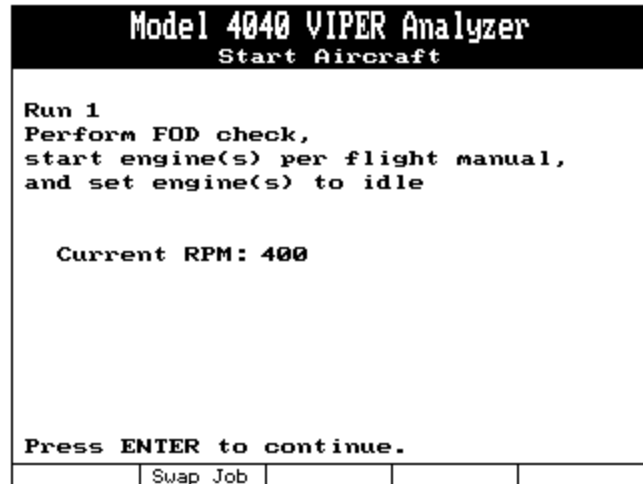 Model 4040 VIPER Analyzer
Start Aircraft
Run 1
Perform FOD check,
start engine(s) per flight manual,
and set engine(s) to idle
Current RPM: 400
Press ENTER to continue.
Swap Job